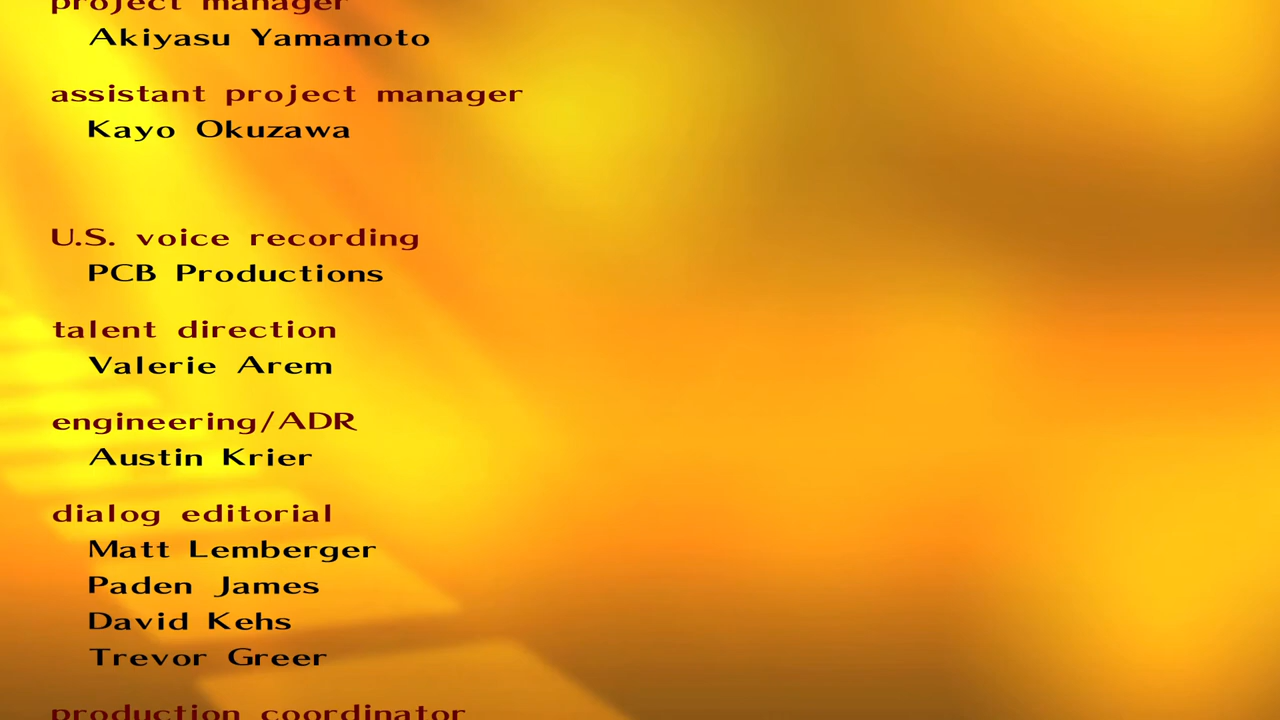 project manager
Akiyasu Yamamoto
assistant project manager
Kayo Okuzawa
U.S. voice recording
PCB Productions
talent direction
Valerie Arem
engineering/ADR
Austin Krier
dialog editorial
Matt Lemberger
Paden James
David Kehs
Trevor Greer
production coordinator